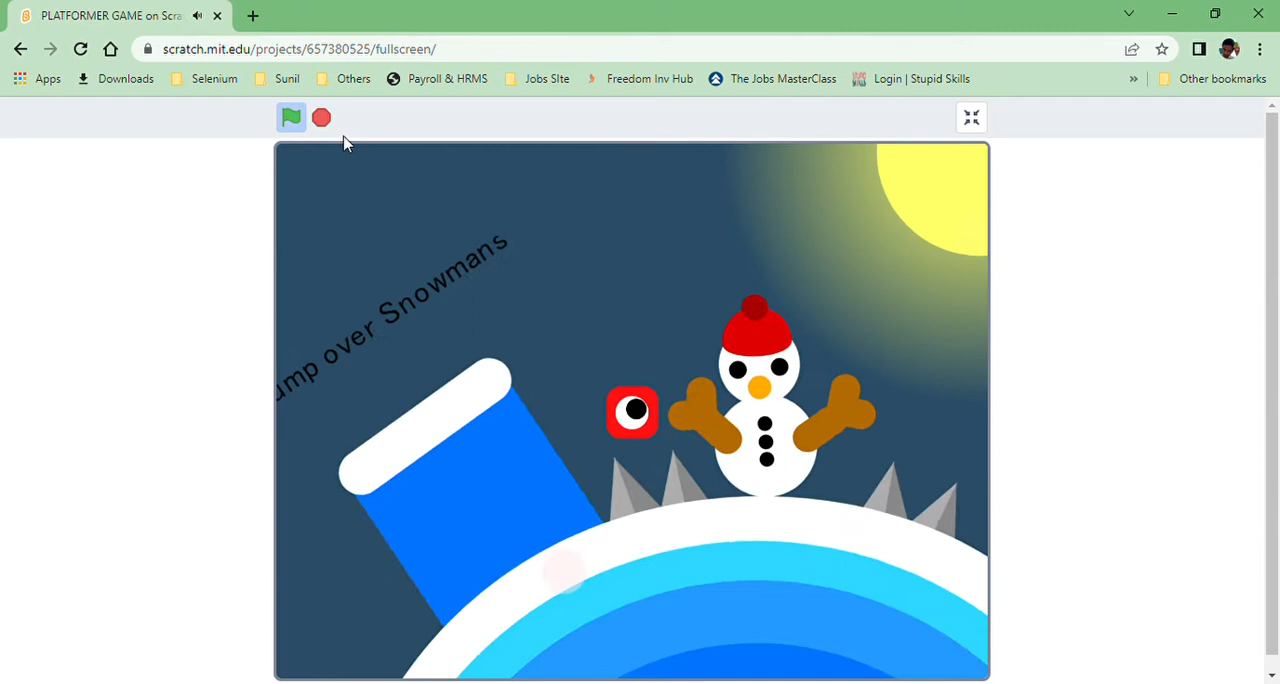 PLATFORMER GAME on Scra
scratch.mit.edu/projects/657380525/fullscreen/
Apps Downloads Selenium Sunil Others Payroll & HRMS Jobs SIte Freedom Inv Hub The Jobs MasterClass Login | Stupid Skills » Other bookmarks
ump over Snowmans